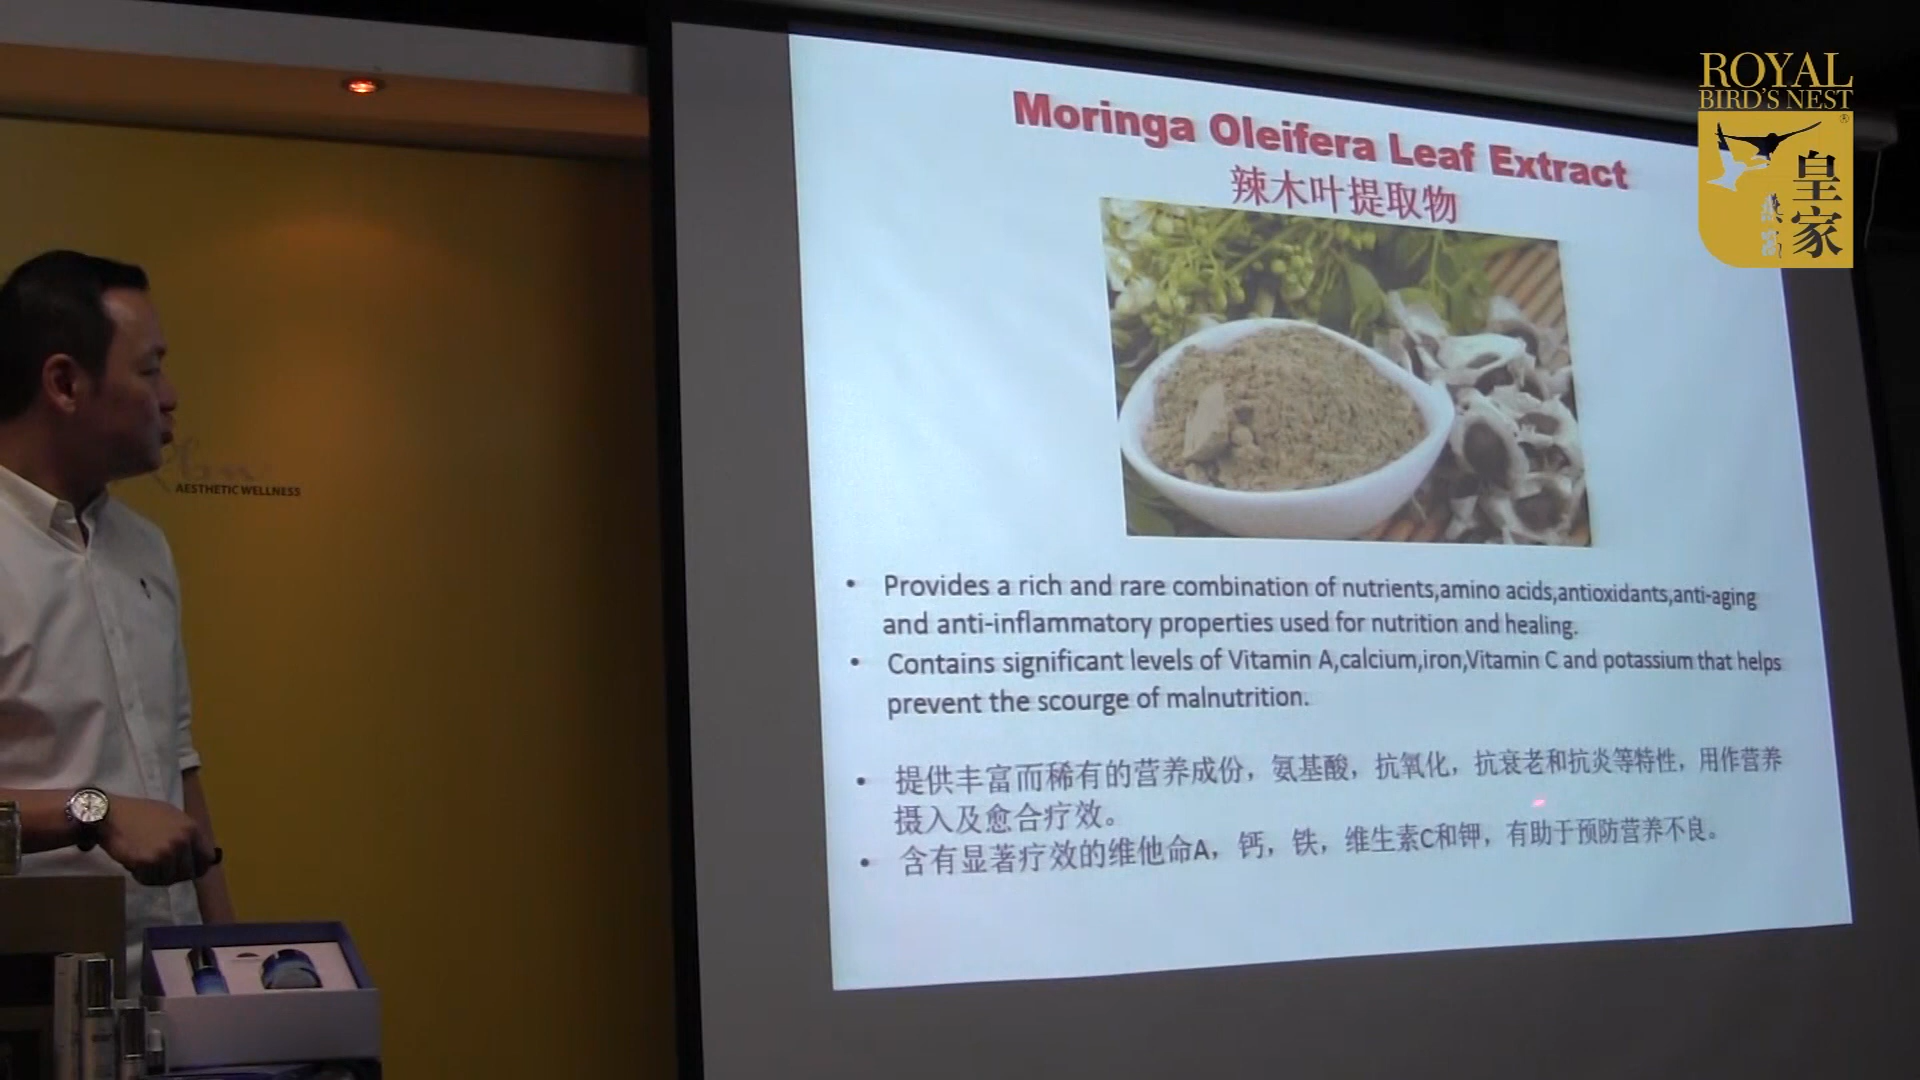 ROYAL
BIRD'S NEST
®
皇家
燕窩
Moringa Oleifera Leaf Extract
辣木叶提取物
AESTHETIC WELLNESS
• Provides a rich and rare combination of nutrients,amino acids,antioxidants,anti-aging
and anti-inflammatory properties used for nutrition and healing.
• Contains significant levels of Vitamin A,calcium,iron,Vitamin C and potassium that helps
prevent the scourge of malnutrition.
• 提供丰富而稀有的营养成份，氨基酸，抗氧化，抗衰老和抗炎等特性，用作营养
摄入及愈合疗效。
• 含有显著疗效的维他命A，钙，铁，维生素C和钾，有助于预防营养不良。